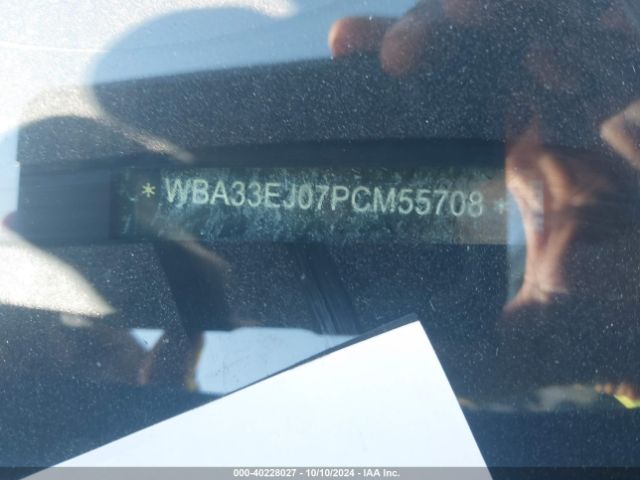 * WBA33EJ07PCM55708 *
000-40228027 - 10/10/2024 - IAA Inc.